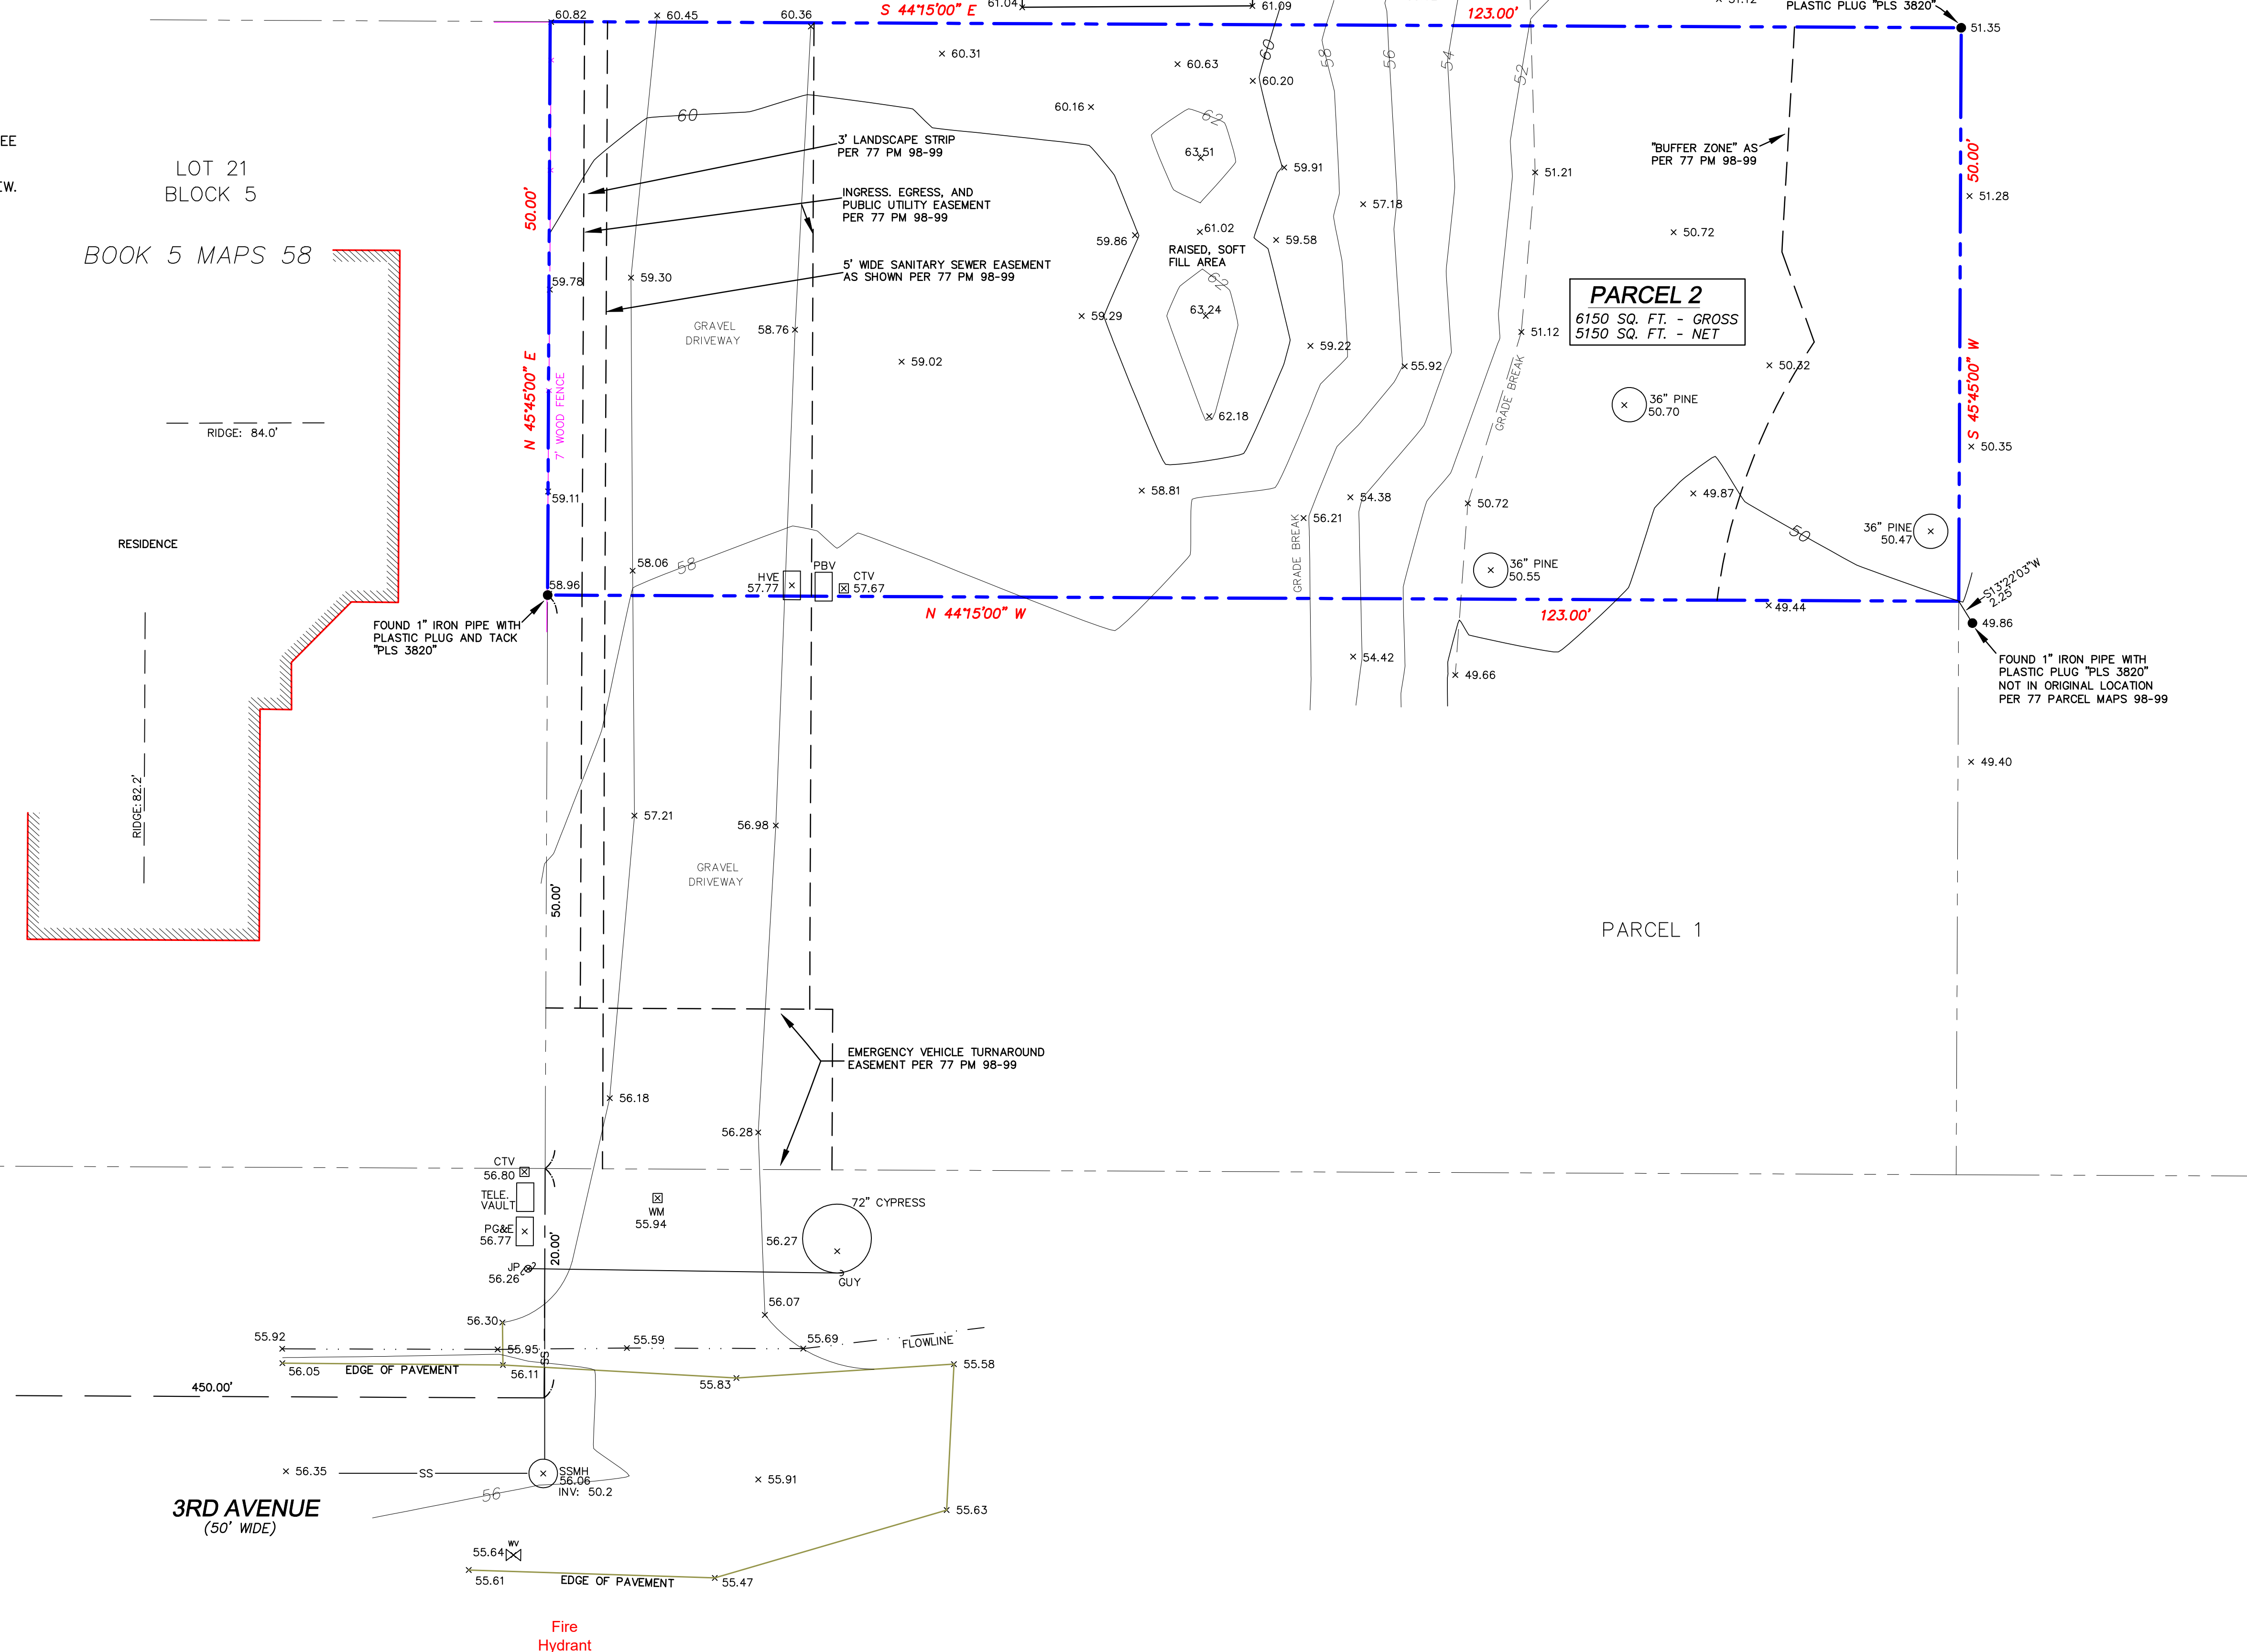 60.82
60.45
60.36
S 44°15'00" E
61.04
61.09
123.00'
51.12
PLASTIC PLUG "PLS 3820"
51.35
60.31
60.63
60.20
60.16
60
58
56
54
52
EE
EW.
LOT 21
BLOCK 5
BOOK 5 MAPS 58
60
3' LANDSCAPE STRIP
PER 77 PM 98-99
INGRESS. EGRESS, AND
PUBLIC UTILITY EASEMENT
PER 77 PM 98-99
5' WIDE SANITARY SEWER EASEMENT
AS SHOWN PER 77 PM 98-99
62
63.51
59.91
51.21
57.18
61.02
RAISED, SOFT
FILL AREA
59.86
59.58
62
63.24
59.29
59.22
62.18
55.92
51.12
"BUFFER ZONE" AS
PER 77 PM 98-99
50.72
50.00'
51.28
PARCEL 2
6150 SQ. FT. - GROSS
5150 SQ. FT. - NET
50.32
S 45°45'00" W
50.35
50.00'
59.78
59.30
GRAVEL
DRIVEWAY
58.76
59.02
N 45°45'00" E
7' WOOD FENCE
RIDGE: 84.0'
GRADE BREAK
36" PINE
50.70
59.11
58.81
54.38
50.72
49.87
56.21
GRADE BREAK
RESIDENCE
58.06
58
58.96
HVE
57.77
PBV
CTV
57.67
36" PINE
50.55
50
36" PINE
50.47
S13°22'03"W
2.25'
49.86
FOUND 1" IRON PIPE WITH
PLASTIC PLUG AND TACK
"PLS 3820"
N 44°15'00" W
123.00'
49.44
54.42
49.66
FOUND 1" IRON PIPE WITH
PLASTIC PLUG "PLS 3820"
NOT IN ORIGINAL LOCATION
PER 77 PARCEL MAPS 98-99
49.40
RIDGE: 82.2'
57.21
56.98
GRAVEL
DRIVEWAY
50.00'
PARCEL 1
EMERGENCY VEHICLE TURNAROUND
EASEMENT PER 77 PM 98-99
56.18
56.28
CTV
56.80
TELE.
VAULT
PG&E
56.77
WM
55.94
72" CYPRESS
56.27
20.00'
JP
56.26
GUY
56.07
56.30
55.92
55.95
55.59
55.69
FLOWLINE
56.05
EDGE OF PAVEMENT
56.11
SS
55.83
55.58
450.00'
56.35
SS
SSMH
56.06
INV: 50.2
55.91
56
3RD AVENUE
(50' WIDE)
55.63
WV
55.64
55.61
EDGE OF PAVEMENT
55.47
Fire
Hydrant